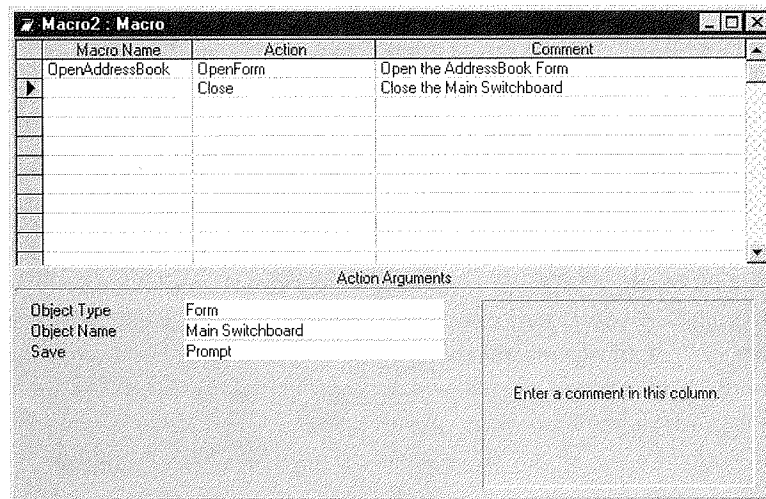 Macro2 : Macro
Macro Name Action Comment
OpenAddressBook OpenForm Open the AddressBook Form
Close Close the Main Switchboard
Action Arguments
Object Type Form
Object Name Main Switchboard
Save Prompt
Enter a comment in this column.